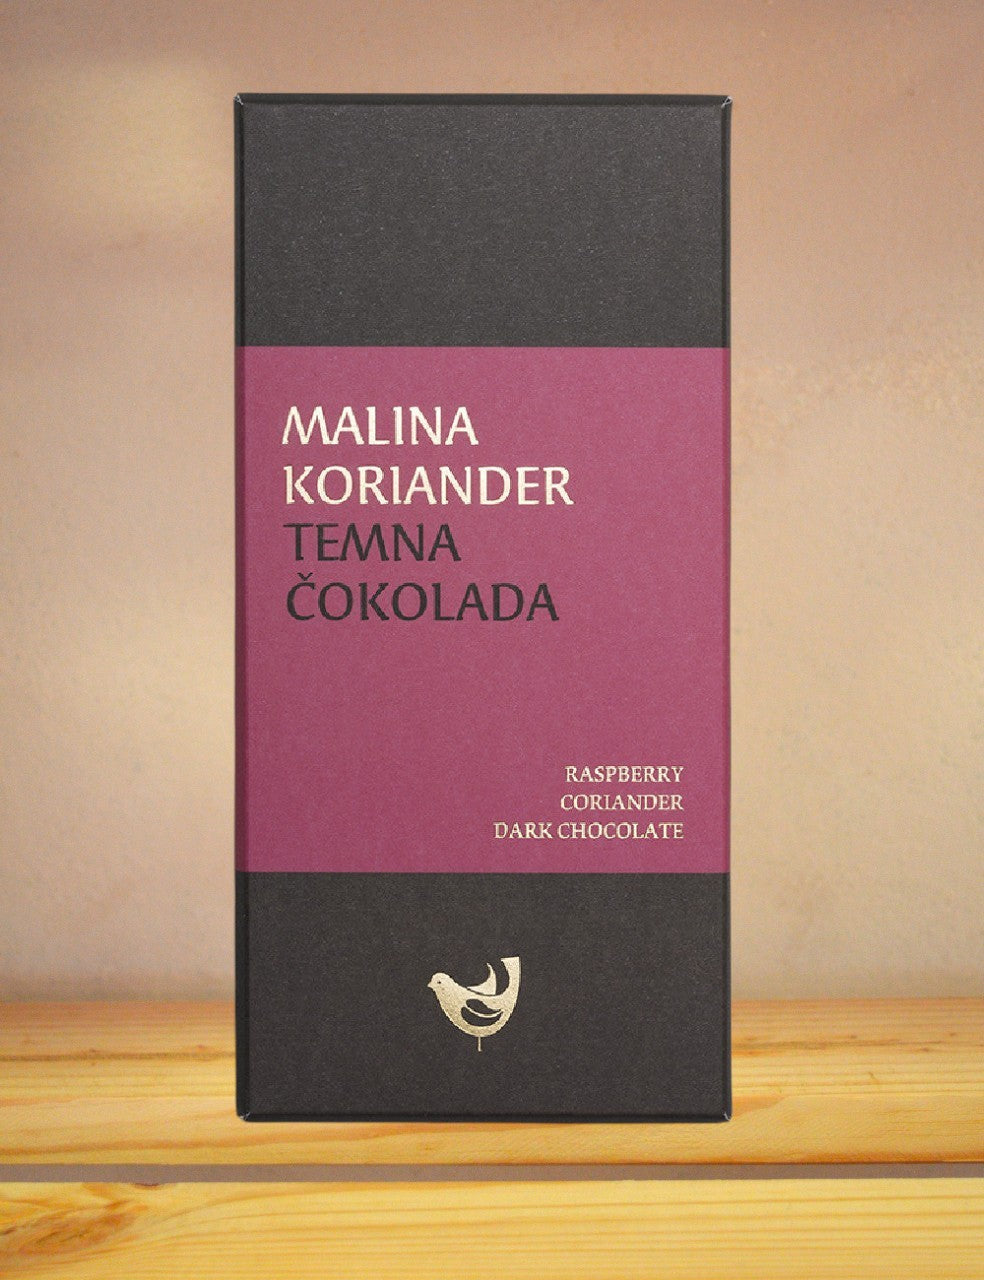 MALINA
KORIANDER
TEMNA
ČOKOLADA
RASPBERRY
CORIANDER
DARK CHOCOLATE